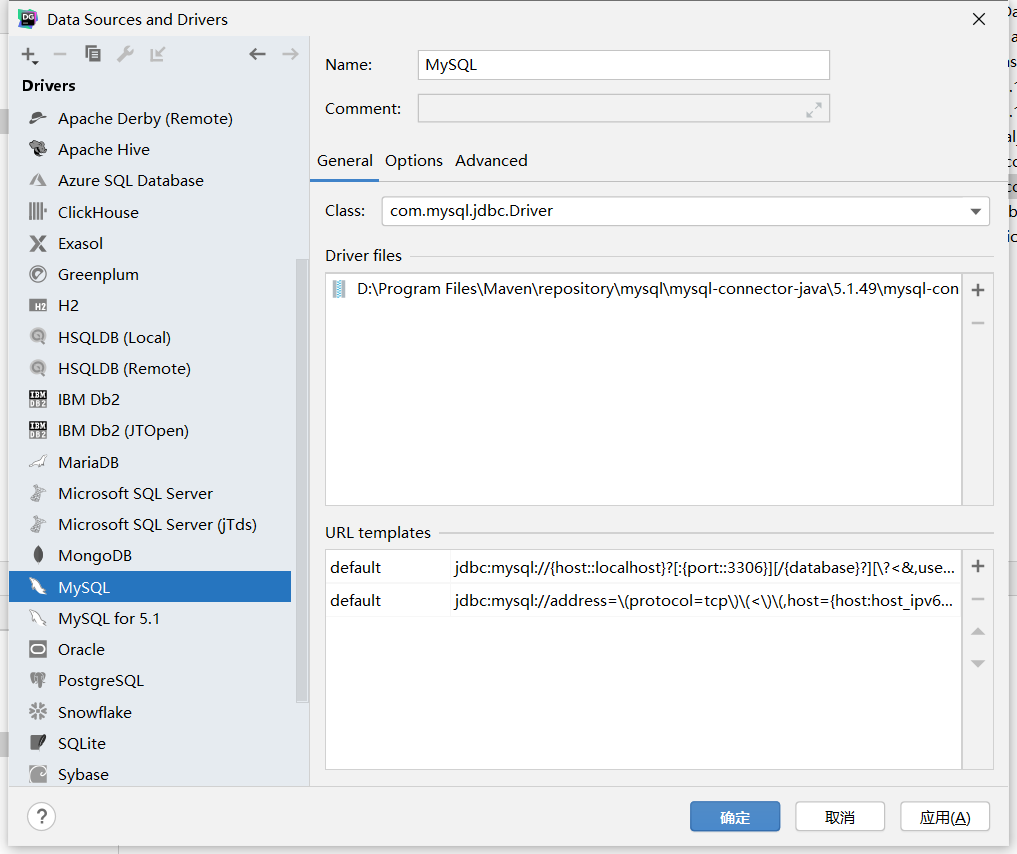 DG
Data Sources and Drivers
Drivers
Apache Derby (Remote)
Apache Hive
Azure SQL Database
ClickHouse
Exasol
Greenplum
H2
HSQLDB (Local)
HSQLDB (Remote)
IBM Db2
IBM Db2 (JTOpen)
MariaDB
Microsoft SQL Server
Microsoft SQL Server (jTds)
MongoDB
MySQL
MySQL for 5.1
Oracle
PostgreSQL
Snowflake
SQLite
Sybase
Name: MySQL
Comment:
General Options Advanced
Class: com.mysql.jdbc.Driver
Driver files
D:\Program Files\Maven\repository\mysql\mysql-connector-java\5.1.49\mysql-con
URL templates
default jdbc:mysql://{host::localhost}?[:{port::3306}][/{database}?][\?<&,use...
default jdbc:mysql://address=\(protocol=tcp\)\(<\)\(,host={host:host_ipv6...
? 确定 取消 应用(A)